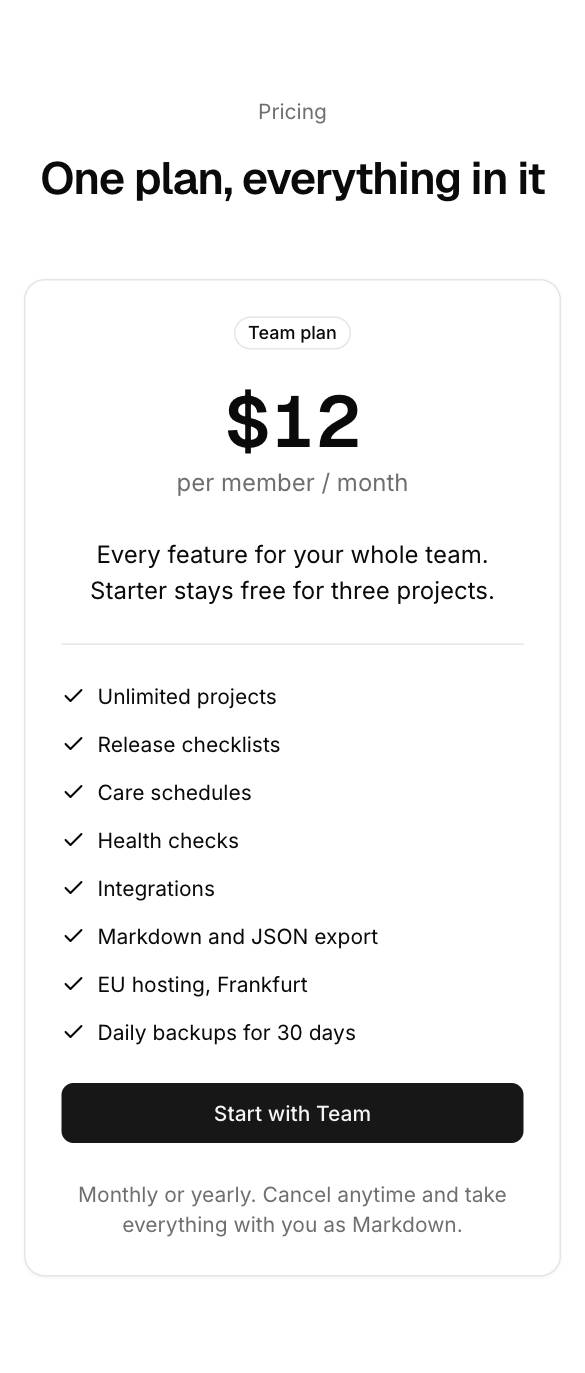 Pricing
One plan, everything in it
Team plan
$12
per member / month
Every feature for your whole team.
Starter stays free for three projects.
Unlimited projects
Release checklists
Care schedules
Health checks
Integrations
Markdown and JSON export
EU hosting, Frankfurt
Daily backups for 30 days
Start with Team
Monthly or yearly. Cancel anytime and take
everything with you as Markdown.